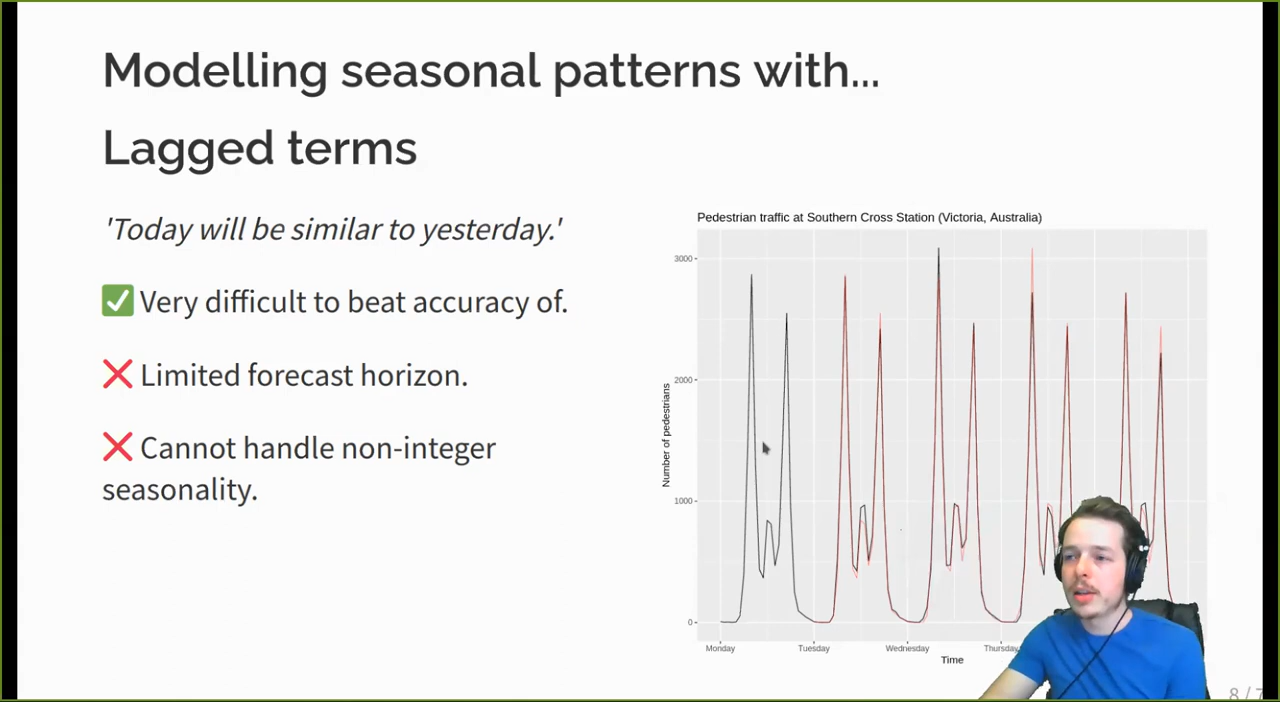 Modelling seasonal patterns with...
Lagged terms
'Today will be similar to yesterday.'
✅ Very difficult to beat accuracy of.
❌ Limited forecast horizon.
❌ Cannot handle non-integer
seasonality.
Pedestrian traffic at Southern Cross Station (Victoria, Australia)
Number of pedestrians
3000
2000
1000
0
Monday
Tuesday
Wednesday
Thursday
Time
8 /